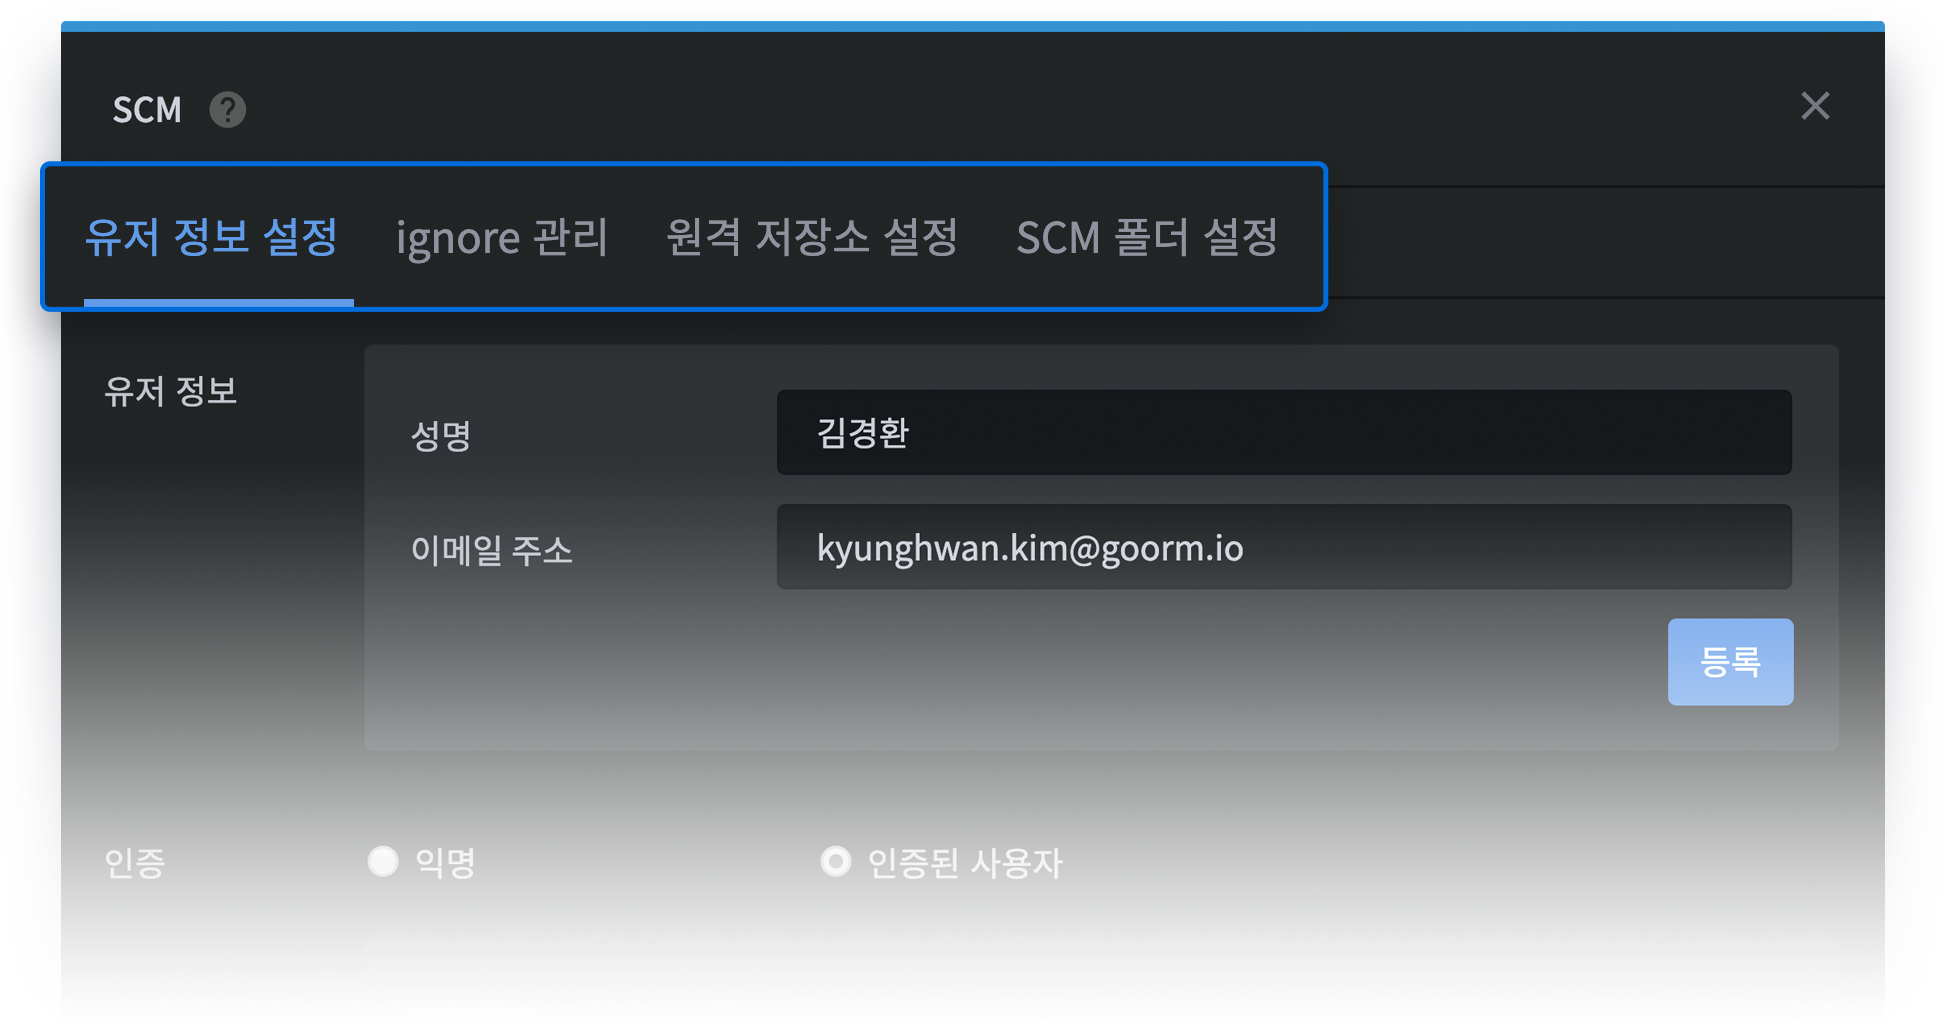 SCM ?
유저 정보 설정 ignore 관리 원격 저장소 설정 SCM 폴더 설정
유저 정보
성명 김경환
이메일 주소 kyunghwan.kim@goorm.io
등록
인증 익명 인증된 사용자